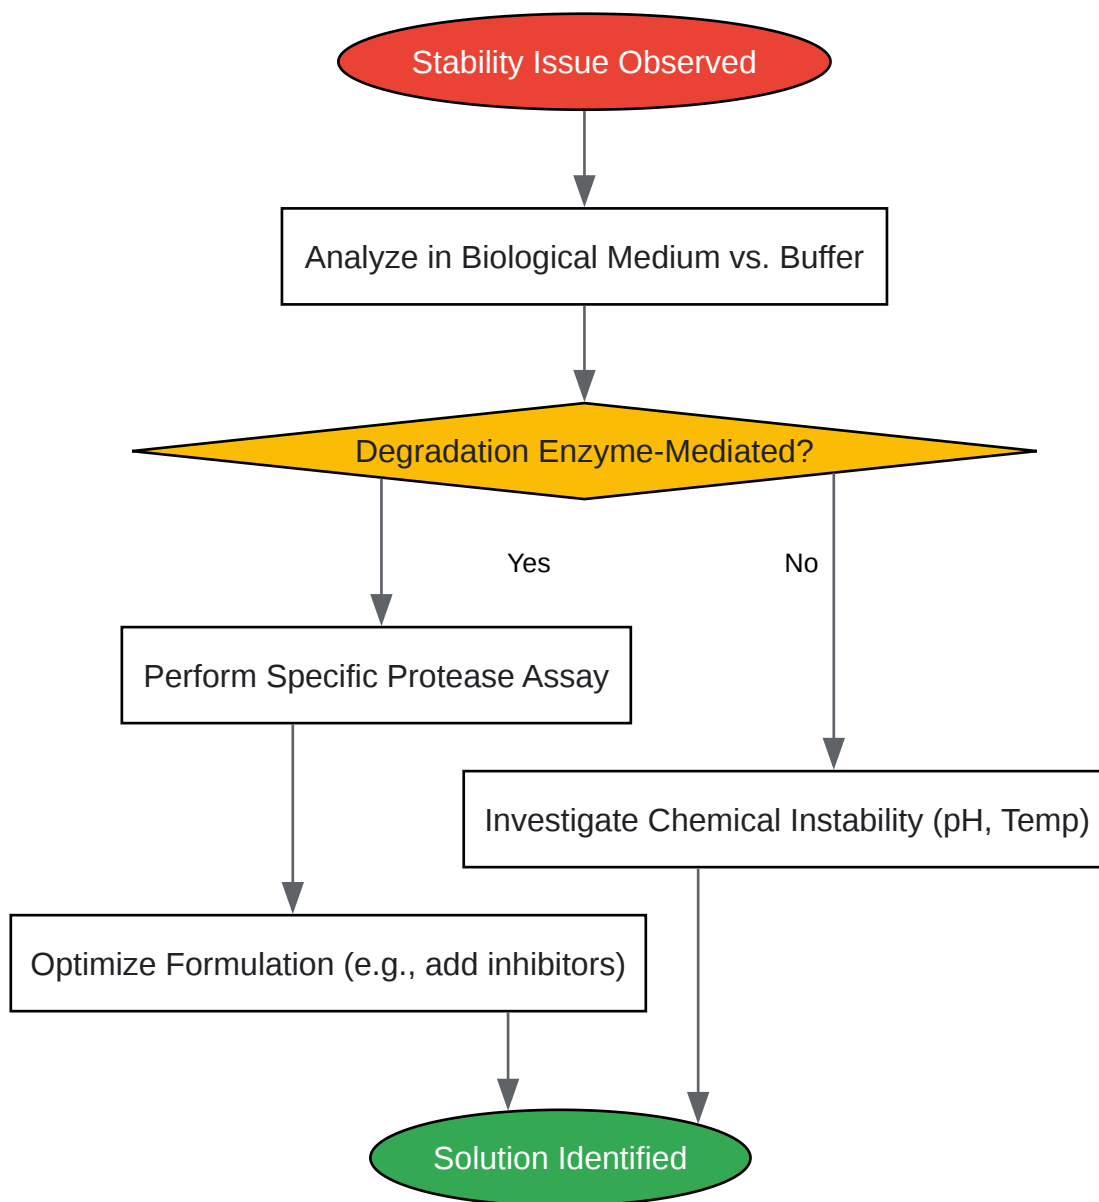 Stability Issue Observed
Analyze in Biological Medium vs. Buffer
Degradation Enzyme-Mediated?
Yes
No
Perform Specific Protease Assay
Investigate Chemical Instability (pH, Temp)
Optimize Formulation (e.g., add inhibitors)
Solution Identified